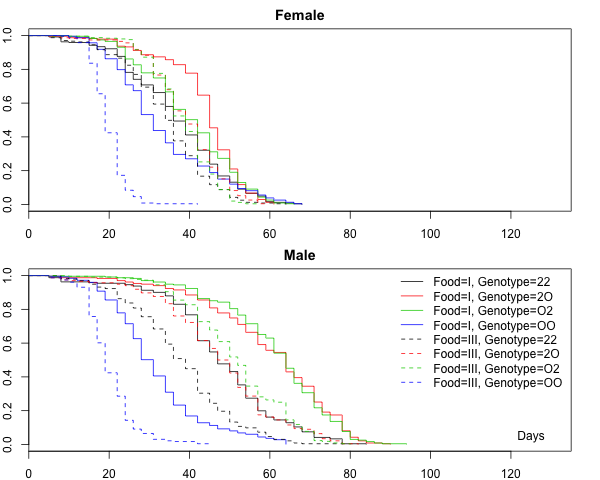 Female
1.0
0.8
0.6
0.4
0.2
0.0
0 20 40 60 80 100 120
Male
1.0
0.8
0.6
0.4
0.2
0.0
Food=I, Genotype=22
Food=I, Genotype=2O
Food=I, Genotype=O2
Food=I, Genotype=OO
Food=III, Genotype=22
Food=III, Genotype=2O
Food=III, Genotype=O2
Food=III, Genotype=OO
Days
0 20 40 60 80 100 120